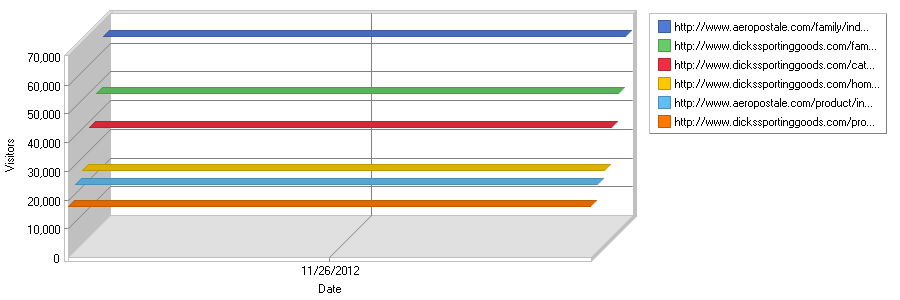 70,000
60,000
50,000
40,000
30,000
20,000
10,000
0
Visitors
11/26/2012
Date
http://www.aeropostale.com/family/ind...
http://www.dickssportinggoods.com/fam...
http://www.dickssportinggoods.com/cat...
http://www.dickssportinggoods.com/hom...
http://www.aeropostale.com/product/in...
http://www.dickssportinggoods.com/pro...